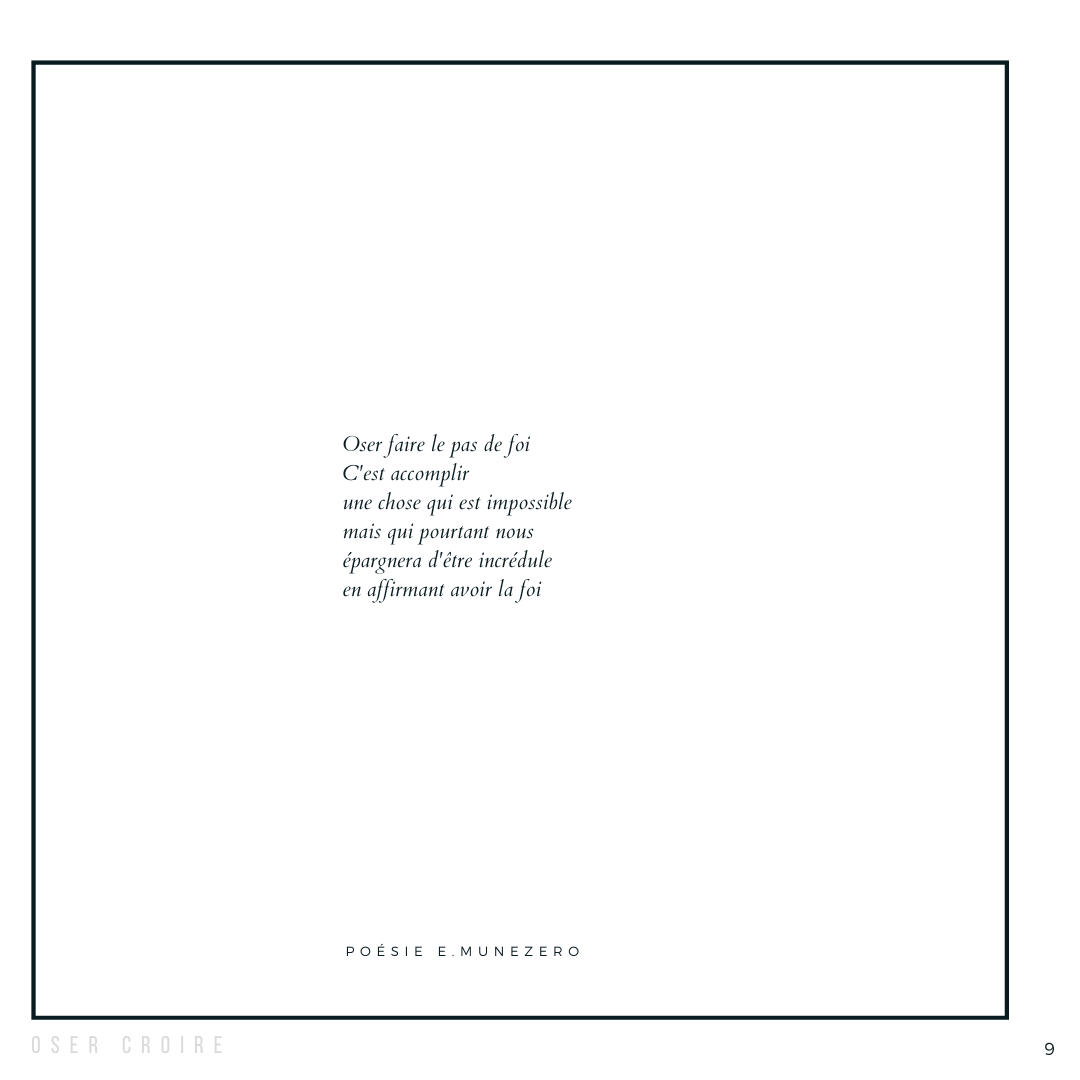 Oser faire le pas de foi
C'est accomplir
une chose qui est impossible
mais qui pourtant nous
épargnera d'être incrédule
en affirmant avoir la foi
POÉSIE E.MUNEZERO
OSER CROIRE
9